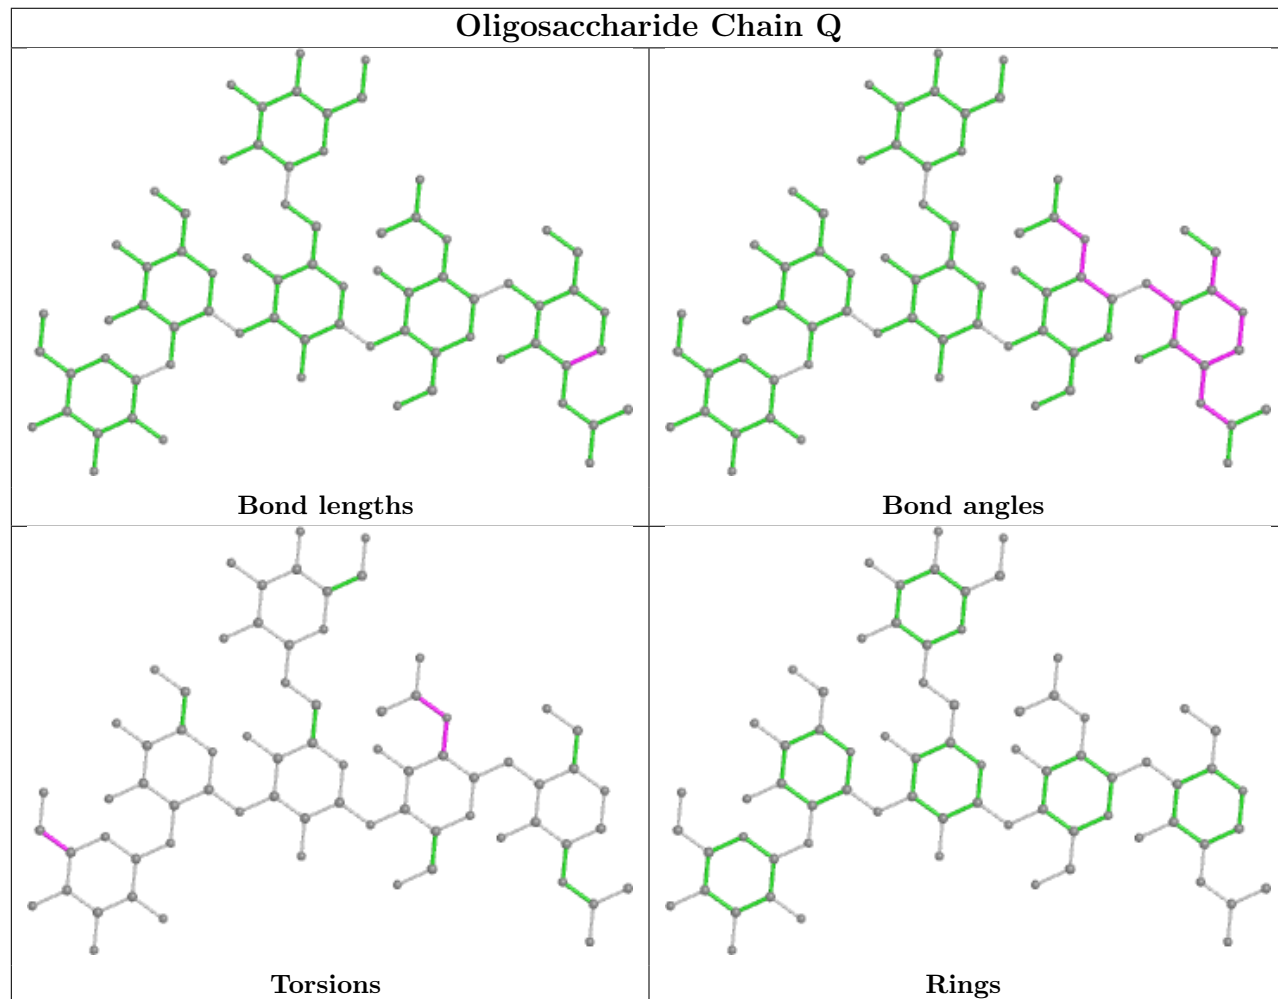 Oligosaccharide Chain Q
Bond lengths
Bond angles
Torsions
Rings